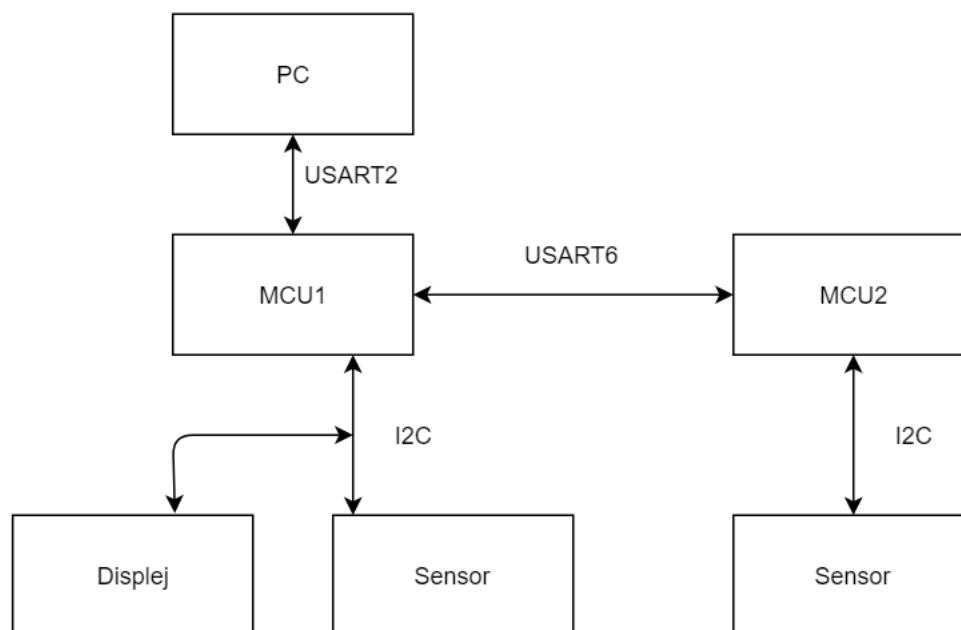 PC
USART2
USART6
MCU1
MCU2
I2C
I2C
Displej
Sensor
Sensor